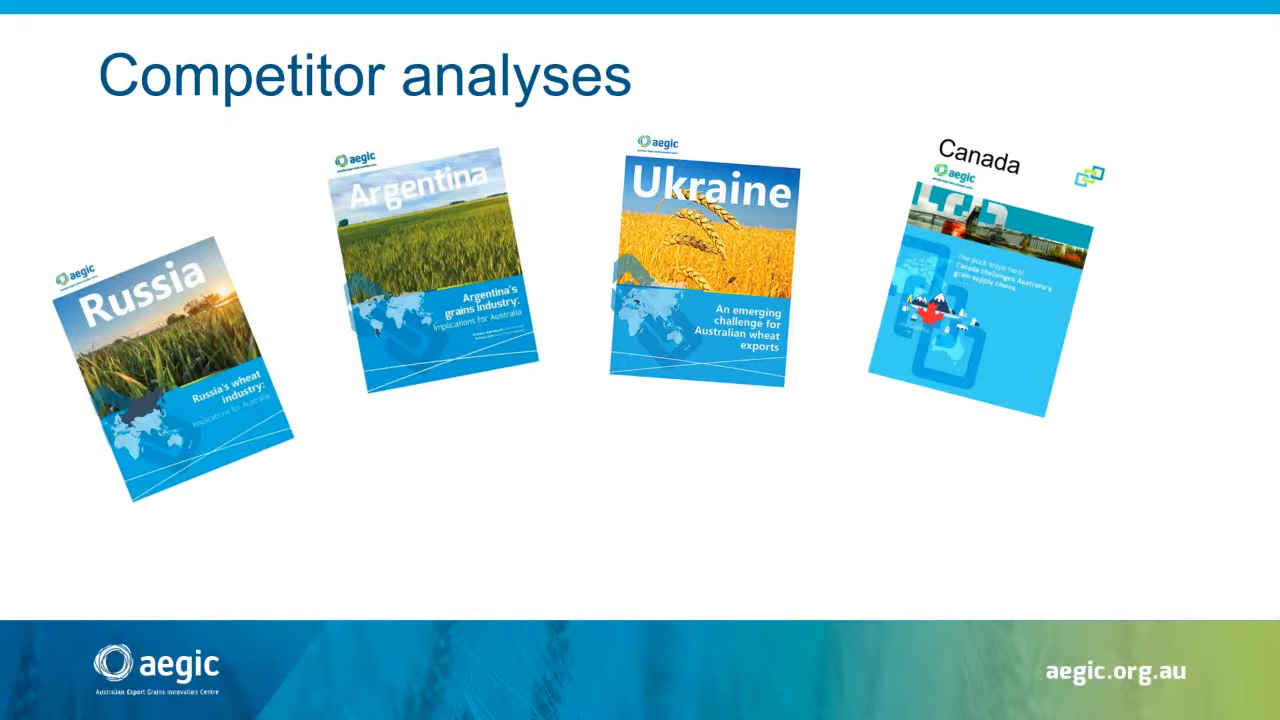 Competitor analyses
aegic
Russia
Russia's wheat
industry:
Implications for Australia
aegic
Argentina
Argentina's
grains industry:
Implications for Australia
aegic
Ukraine
An emerging
challenge for
Australian wheat
exports
Canada
aegic
The puck stops here:
Canada challenges Australia's
grain supply chains
aegic
Australian Export Grains Innovation Centre
aegic.org.au